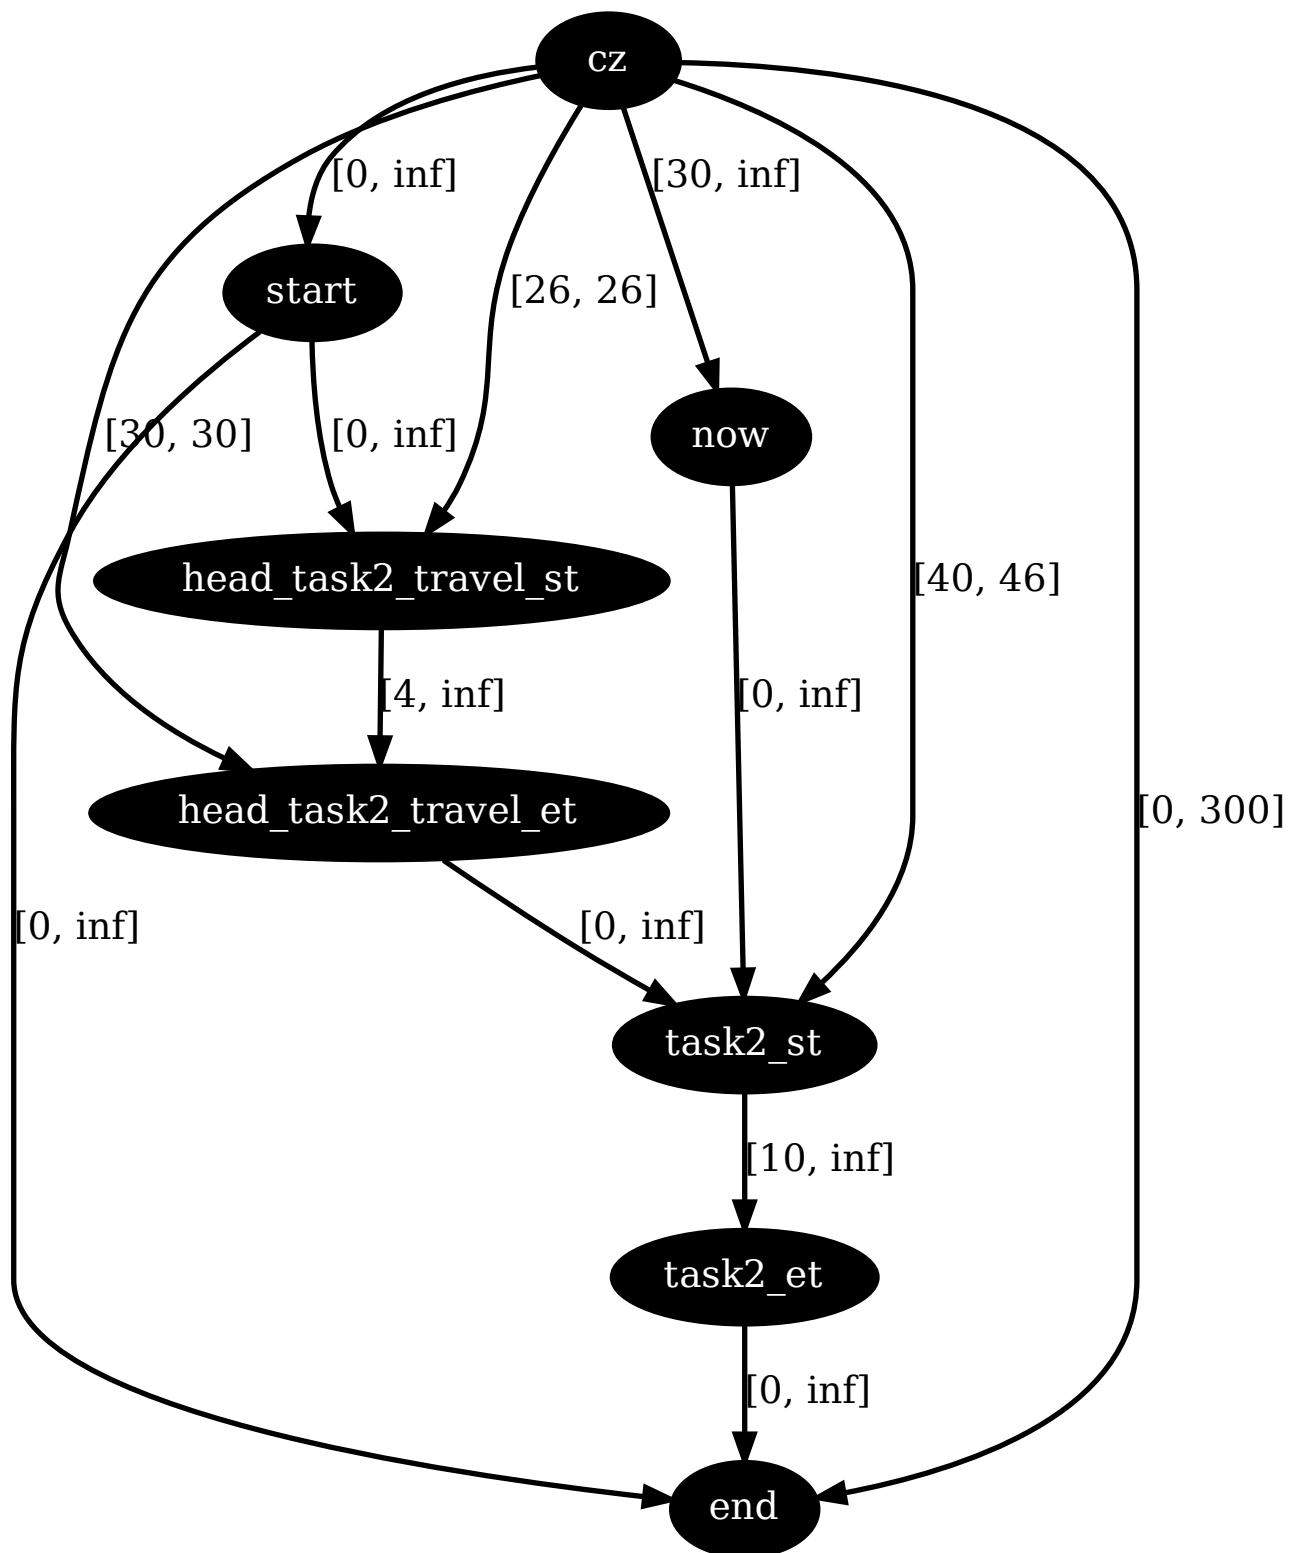 cz
[0, inf]
[30, inf]
start
[26, 26]
[30, 30]
[0, inf]
now
head_task2_travel_st
[40, 46]
[4, inf]
[0, inf]
head_task2_travel_et
[0, 300]
[0, inf]
[0, inf]
task2_st
[10, inf]
task2_et
[0, inf]
end